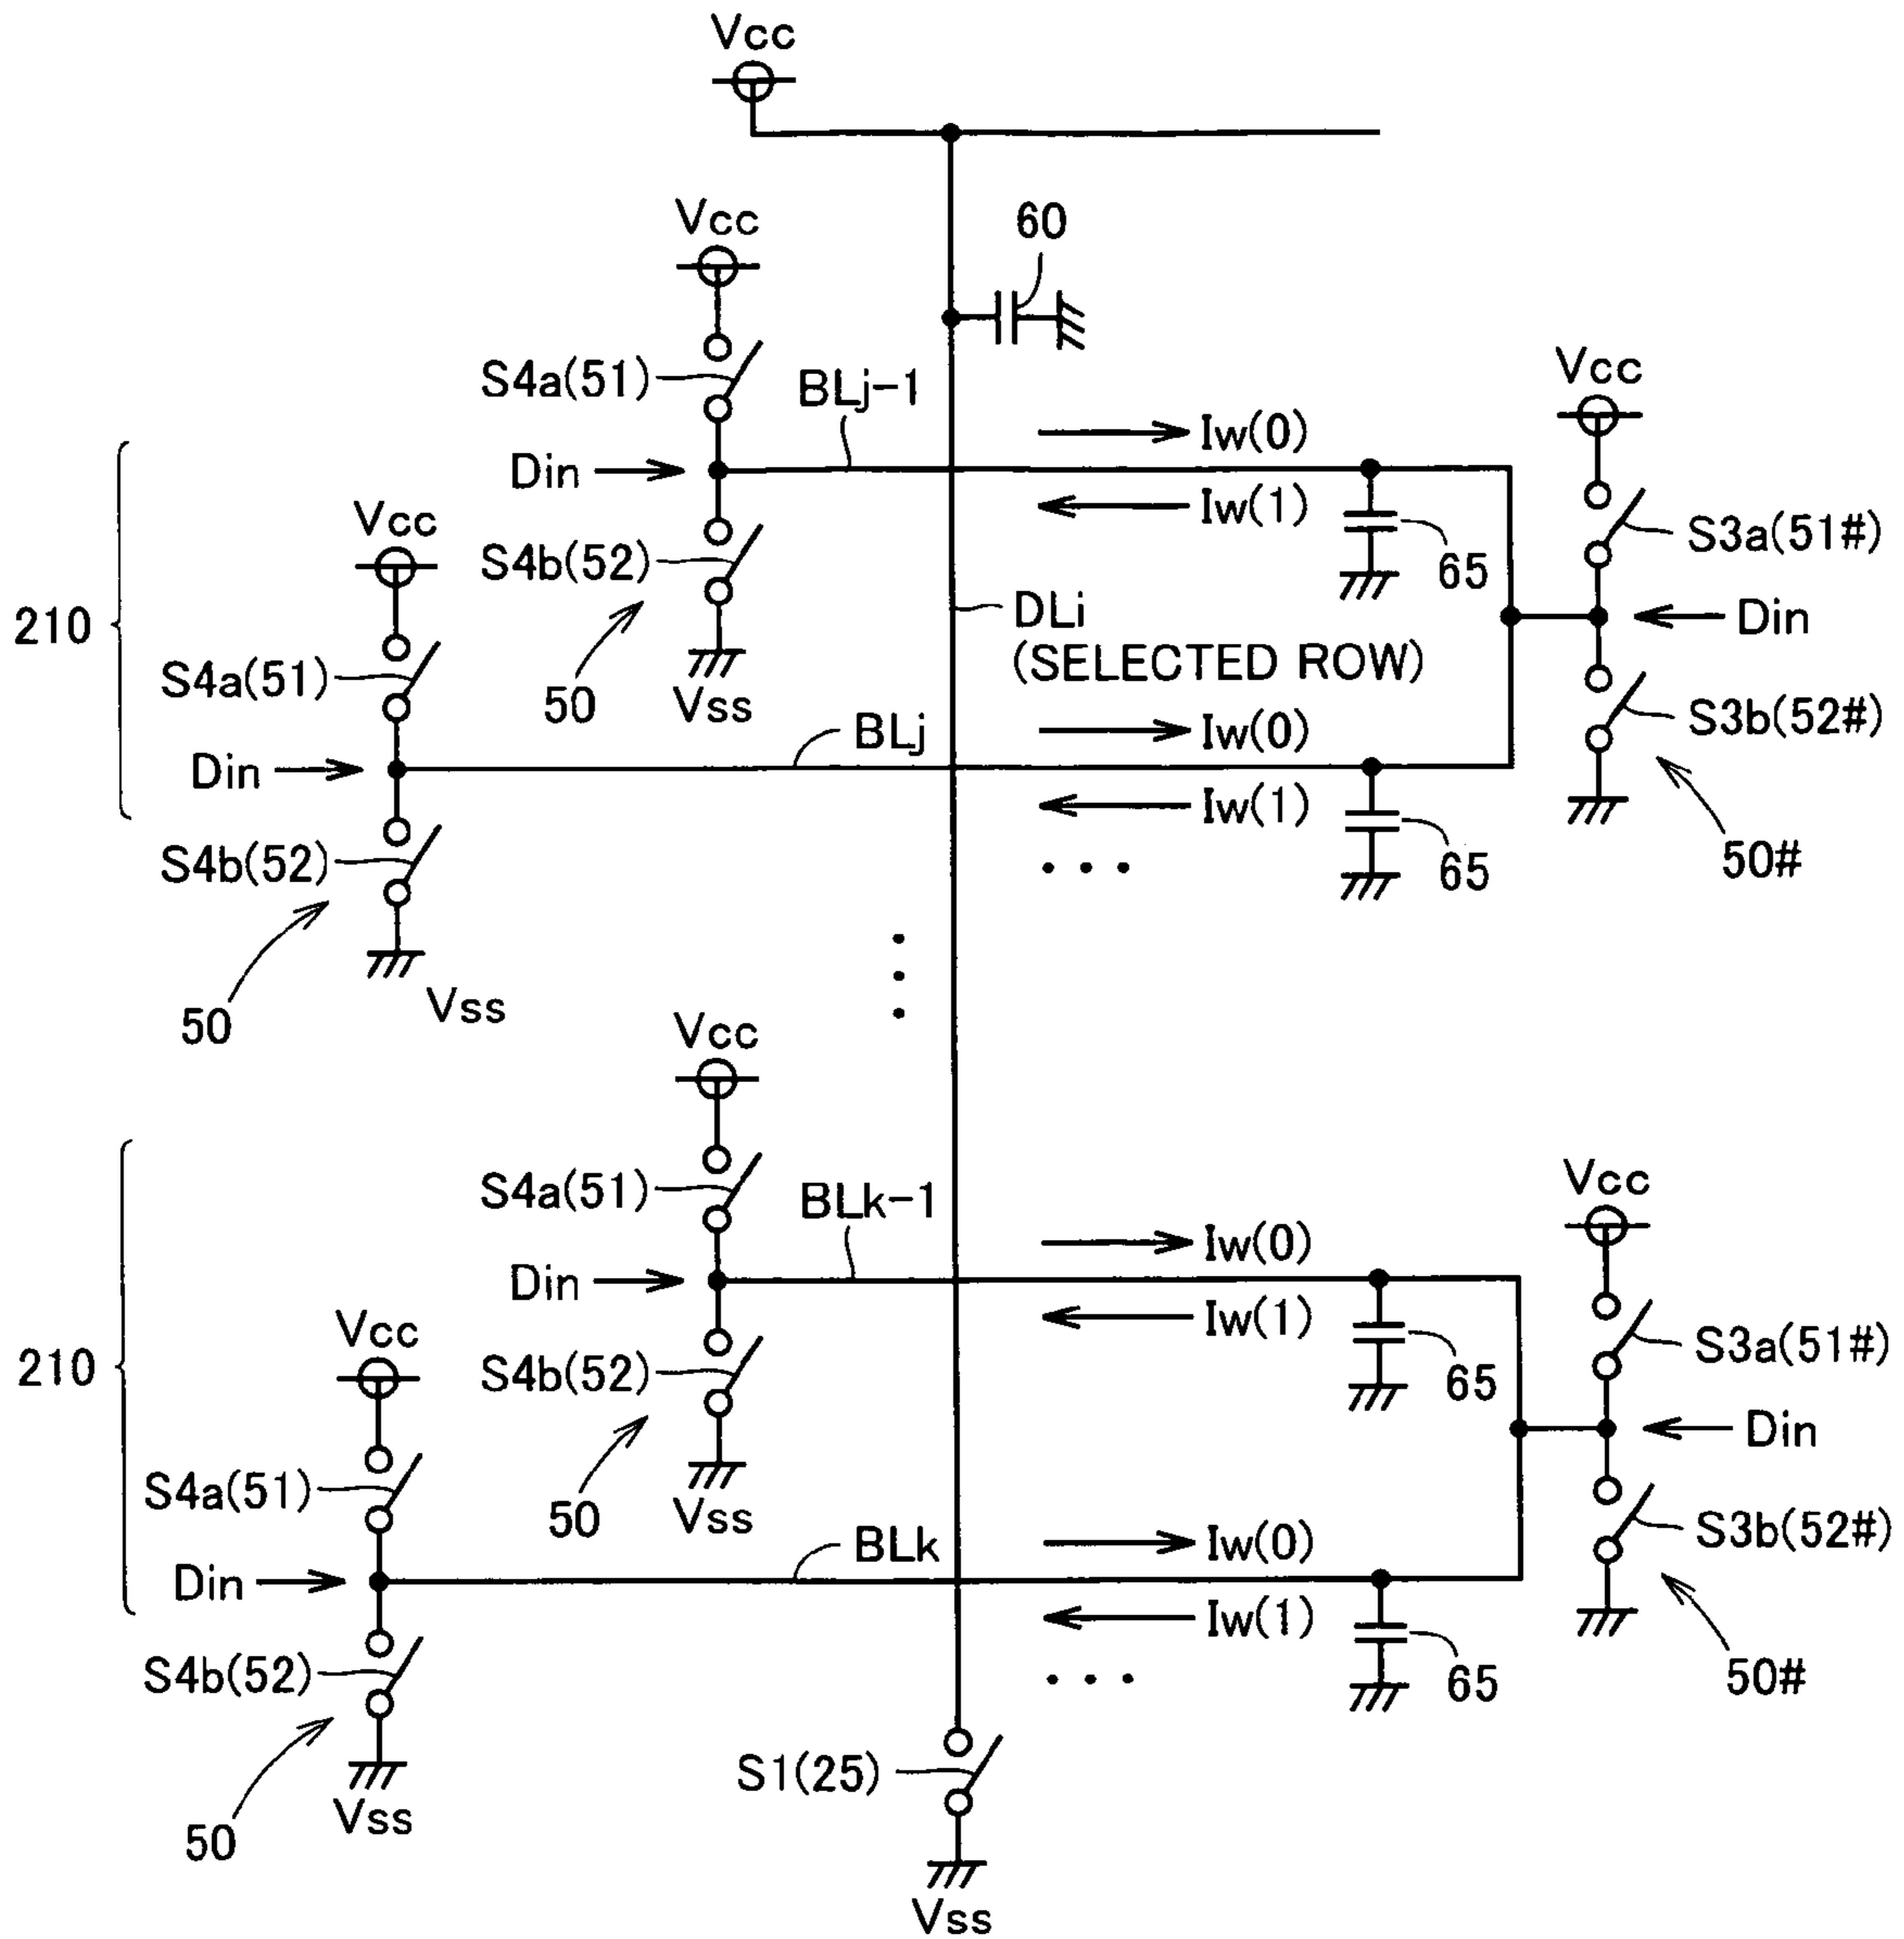 Vcc
Vcc
60
S4a(51)
BLj-1
Vcc
Iw(0)
Din
Vcc
Iw(1)
S3a(51#)
S4b(52)
65
210
DLi
Din
(SELECTED ROW)
S4a(51)
50
Vss
S3b(52#)
BLj
Iw(0)
Din
Iw(1)
S4b(52)
65
50#
...
50
Vss
Vcc
S4a(51)
BLk-1
Vcc
Iw(0)
Din
Iw(1)
Vcc
S3a(51#)
210
S4b(52)
65
Din
S4a(51)
50
Vss
S3b(52#)
BLk
Iw(0)
Din
Iw(1)
S4b(52)
65
50#
...
S1(25)
Vss
50
Vss